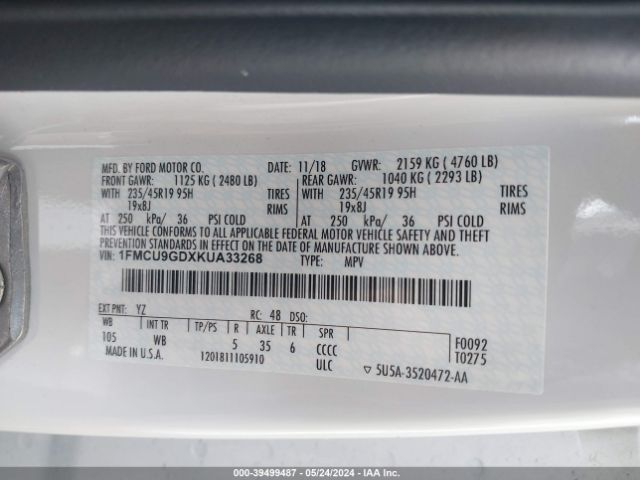 MFD. BY FORD MOTOR CO. DATE: 11/18 GVWR: 2159 KG ( 4760 LB)
FRONT GAWR: 1125 KG ( 2480 LB) REAR GAWR: 1040 KG ( 2293 LB)
WITH 235/45R19 95H TIRES WITH 235/45R19 95H TIRES
19x8J RIMS 19x8J RIMS
AT 250 kPa/ 36 PSI COLD AT 250 kPa/ 36 PSI COLD
THIS VEHICLE CONFORMS TO ALL APPLICABLE FEDERAL MOTOR VEHICLE SAFETY AND THEFT
PREVENTION STANDARDS IN EFFECT ON THE DATE OF MANUFACTURE SHOWN ABOVE.
VIN: 1FMCU9GDXKUA33268 TYPE: MPV
EXT PNT: YZ RC: 48 DSO:
WB INT TR TP/PS R AXLE TR SPR F0092
105 WB 5 35 6 CCCC T0275
MADE IN U.S.A. 1201811105910 ULC ▽ 5U5A-3520472-AA
000-39499487 - 05/24/2024 - IAAI.com